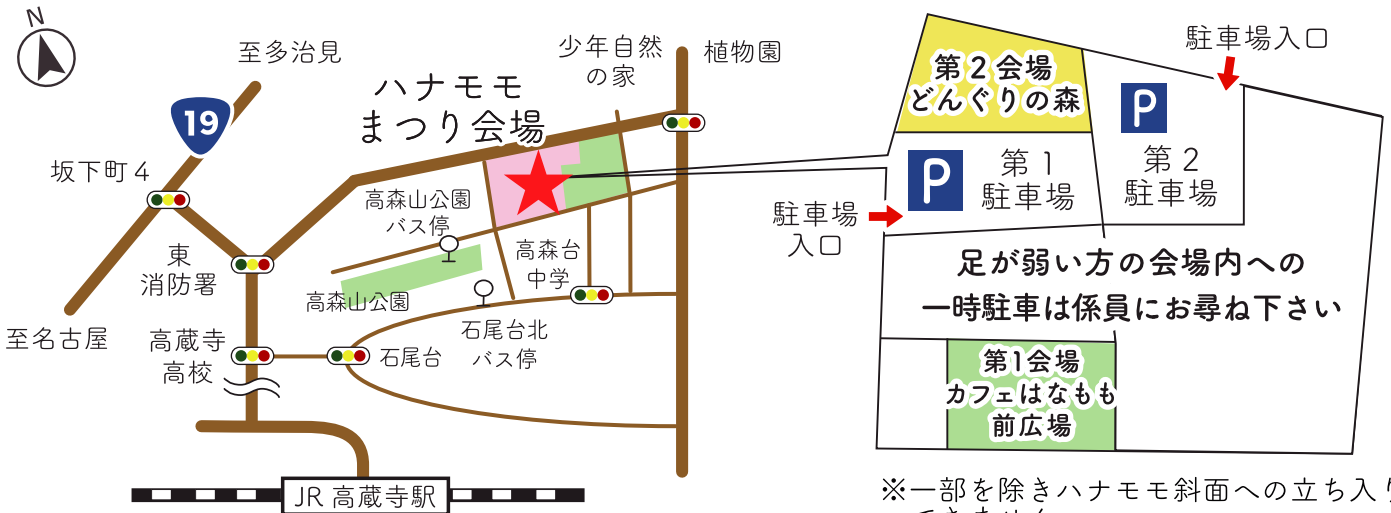 N
至多治見
19
坂下町4
ハナモモ
まつり会場
少年自然
の家
植物園
高森山公園
バス停
東
消防署
高森台
中学
高森山公園
至名古屋
高蔵寺
高校
石尾台
石尾台北
バス停
JR 高蔵寺駅
駐車場入口
第2会場
どんぐりの森
P
第2
駐車場
P
第1
駐車場
駐車場
入口
足が弱い方の会場内への
一時駐車は係員にお尋ね下さい
第1会場
カフェはなもも
前広場
※一部を除きハナモモ斜面への立ち入り